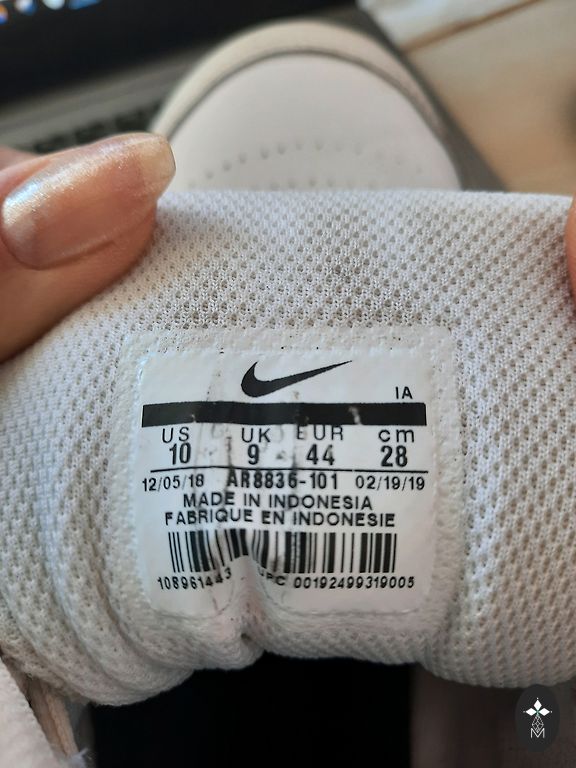 IA
US UK EUR cm
10 9 44 28
12/05/18 AR8836-101 02/19/19
MADE IN INDONESIA
FABRIQUE EN INDONESIE
00192499319005
M